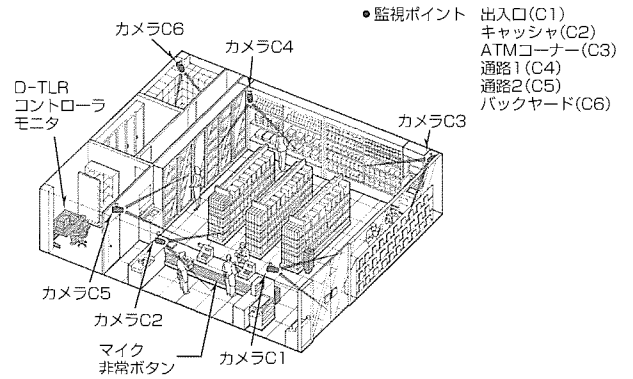 ●監視ポイント 出入口(C1)
キャッシャ(C2)
ATMコーナー(C3)
通路1(C4)
通路2(C5)
バックヤード(C6)
カメラC6
カメラC4
カメラC3
D-TLR
コントローラ
モニタ
カメラC5
カメラC2
マイク
非常ボタン
カメラC1